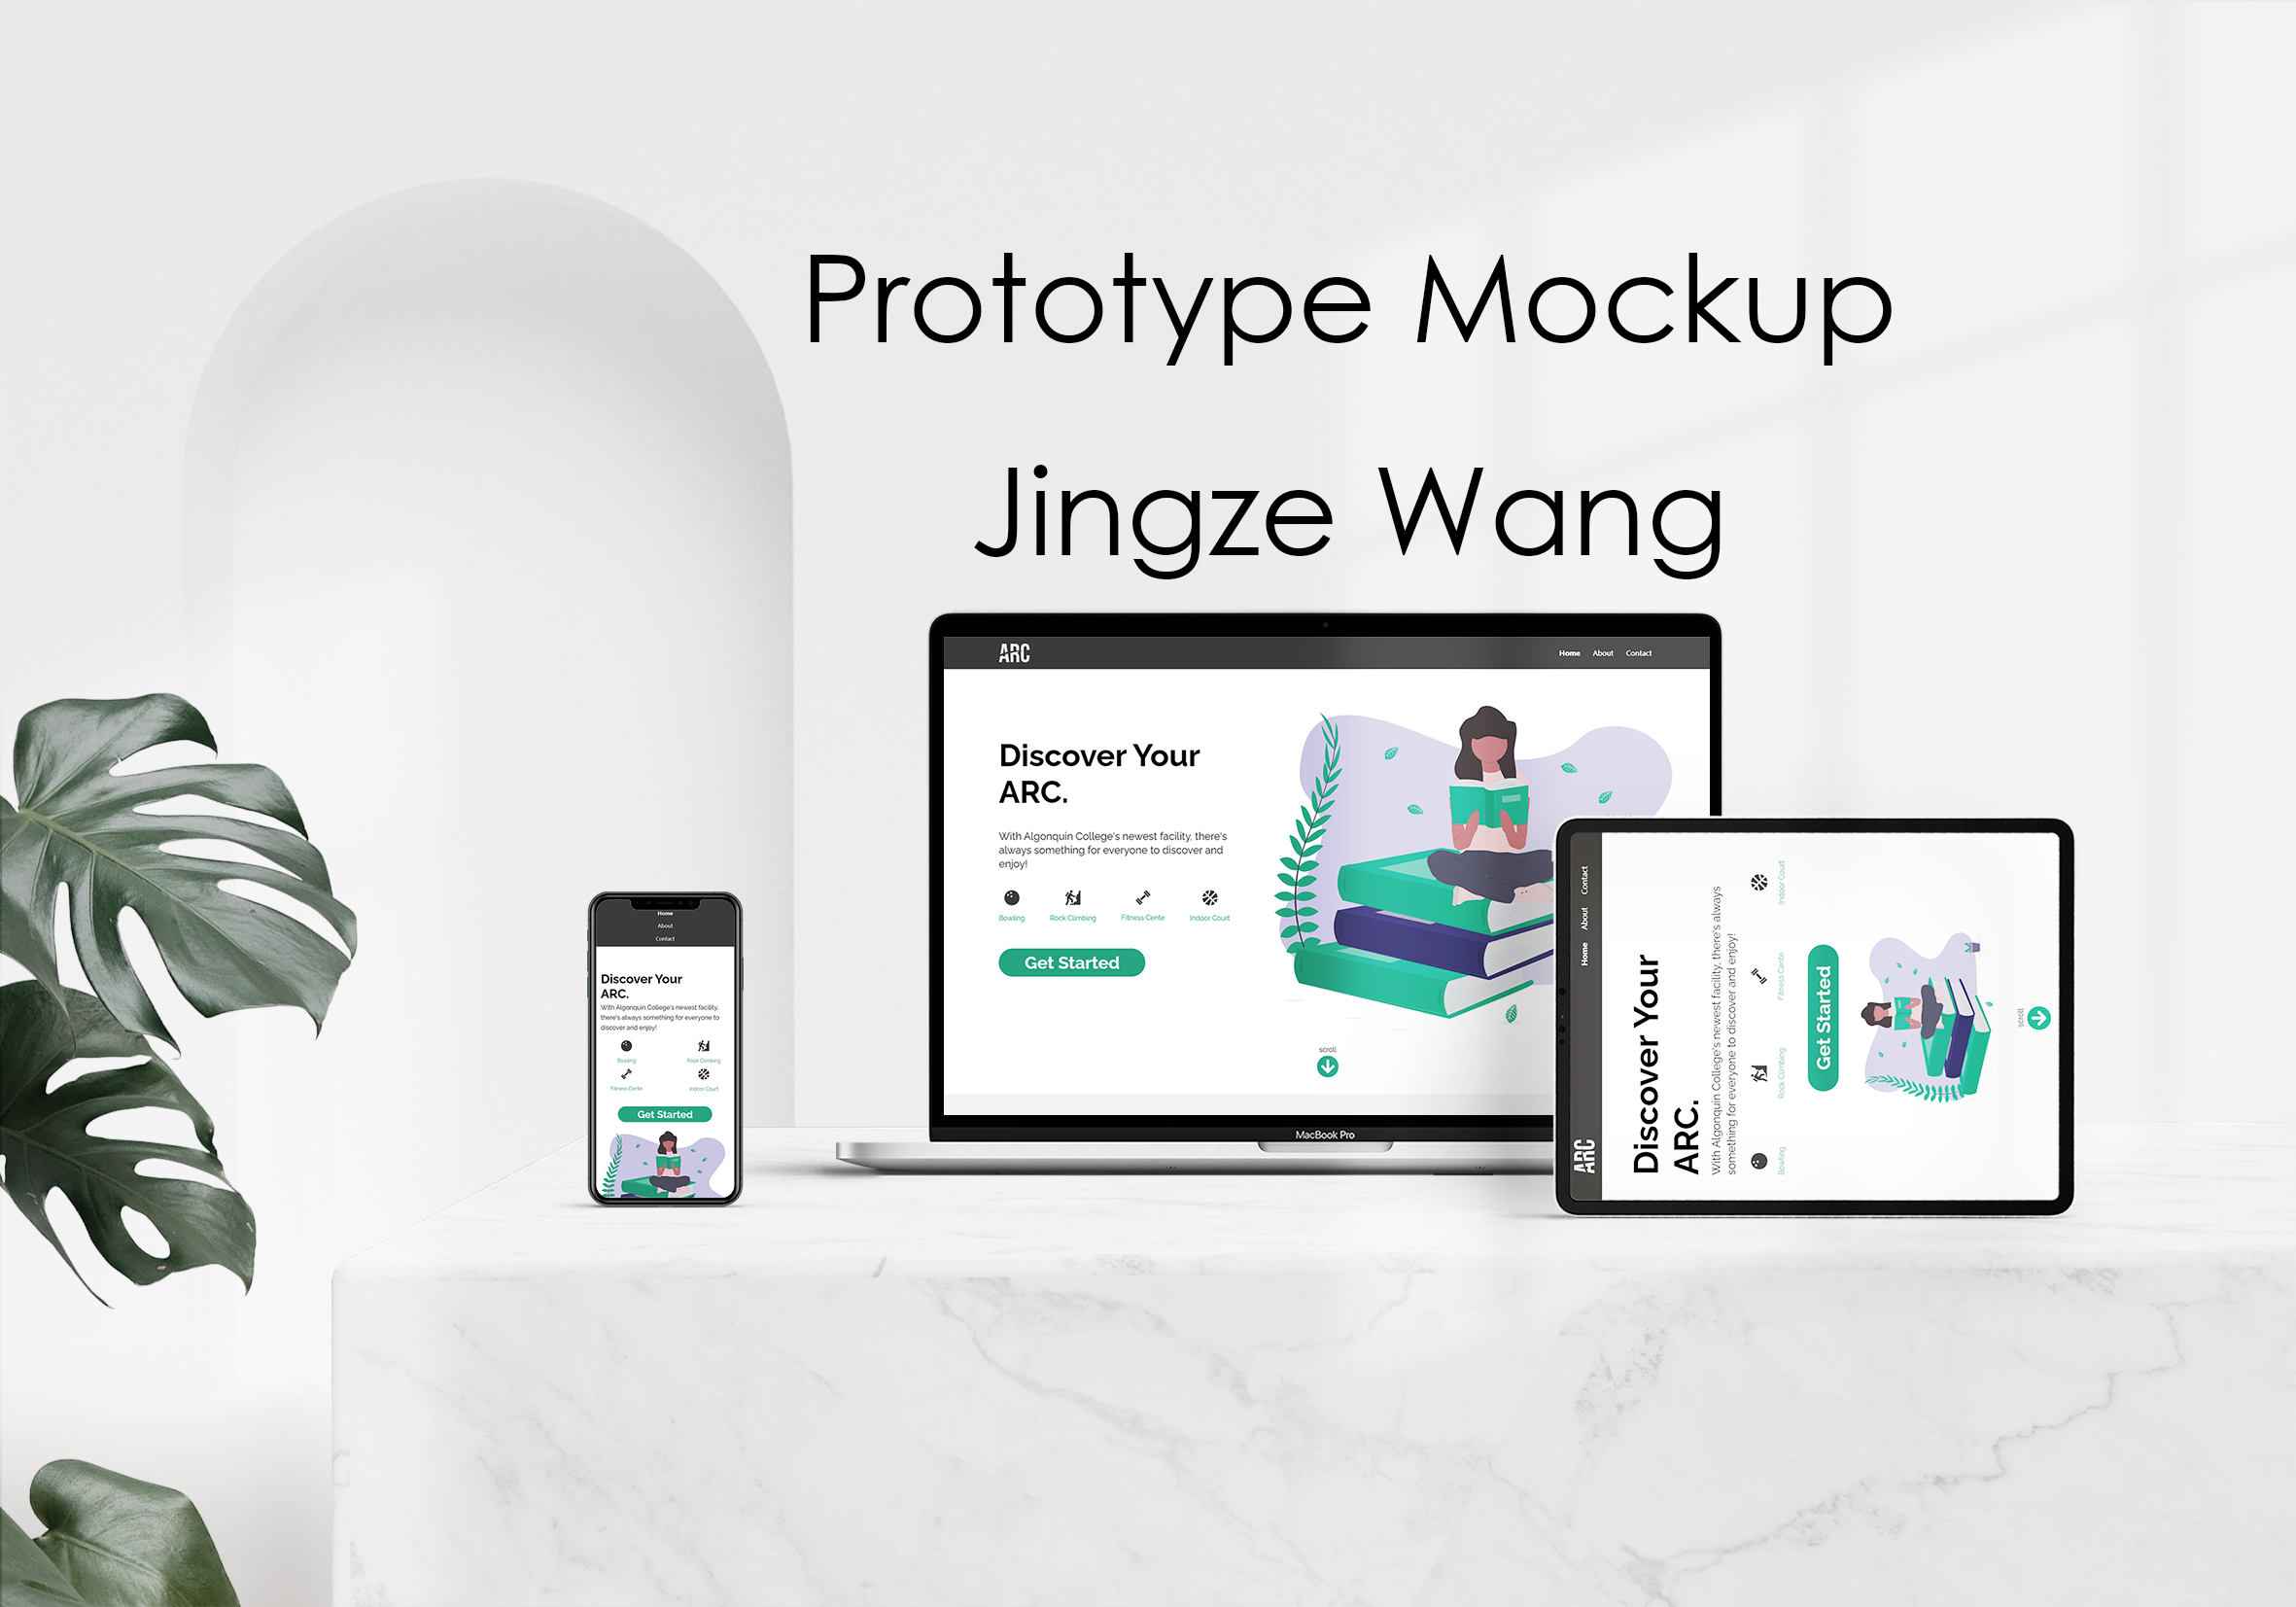 Prototype Mockup
Jingze Wang
ARC
Home About Contact
Discover Your
ARC.
With Algonquin College's newest facility, there's
always something for everyone to discover and
enjoy!
Bowling Rock Climbing Fitness Cente Indoor Court
Get Started
scroll
MacBook Pro
Home
About
Contact
Discover Your
ARC.
With Algonquin College's newest facility,
there's always something for everyone to
discover and enjoy!
Bowling Rock Climbing
Fitness Cente Indoor Court
Get Started
ARC
Home About Contact
Discover Your
ARC.
With Algonquin College's newest facility, there's always
something for everyone to discover and enjoy!
Bowling Rock Climbing Fitness Cente Indoor Court
Get Started
scroll